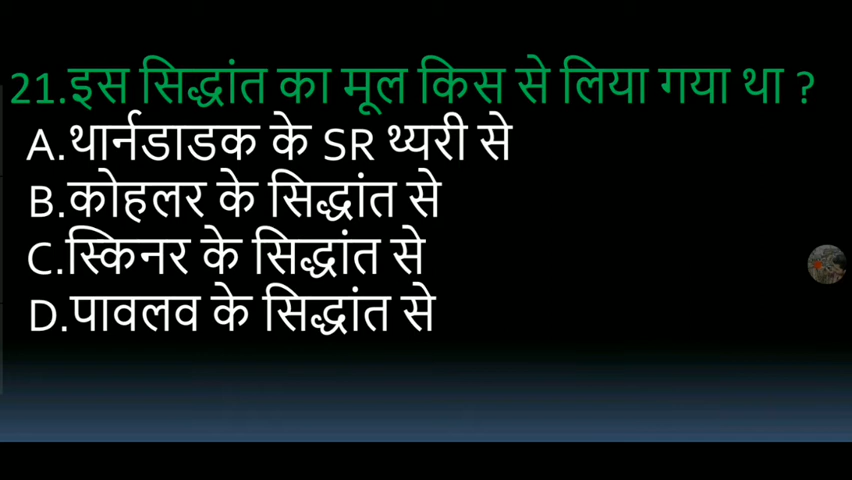 21.इस सिद्धांत का मूल किस से लिया गया था ?
A.थार्नडाडक के SR थ्यरी से
B.कोहलर के सिद्धांत से
C.स्किनर के सिद्धांत से
D.पावलव के सिद्धांत से